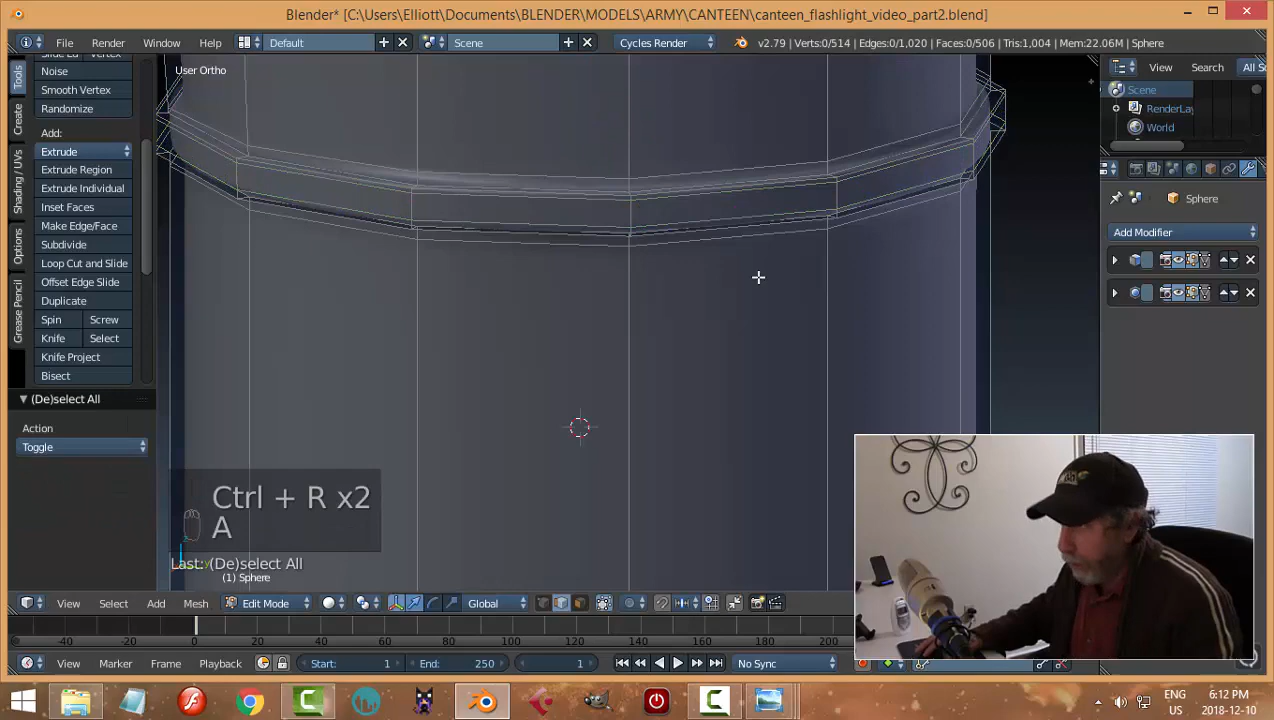 Blender* [C:\Users\Elliott\Documents\BLENDER\MODELS\ARMY\CANTEEN\canteen_flashlight_video_part2.blend]
File Render Window Help Default Scene Cycles Render v2.79 | Verts:0/514 | Edges:0/1,020 | Faces:0/506 | Tris:1,004 | Mem:22.06M | Sphere
User Ortho
View Search All Sc
Scene
RenderLay
World
Sphere
Add Modifier
Tools
Create
Shading / UVs
Options
Grease Pencil
Noise
Smooth Vertex
Randomize
Add:
Extrude
Extrude Region
Extrude Individual
Inset Faces
Make Edge/Face
Subdivide
Loop Cut and Slide
Offset Edge Slide
Duplicate
Spin Screw
Knife Select
Knife Project
Bisect
(De)select All
Action
Toggle
Ctrl + R x2
A
Last: (De)select All
(1) Sphere
View Select Add Mesh Edit Mode Global
-40 -20 0 20 40 60 80 100 120 140 160 180 200
View Marker Frame Playback Start: 1 End: 250 1 No Sync
ENG
6:12 PM
2018-12-10